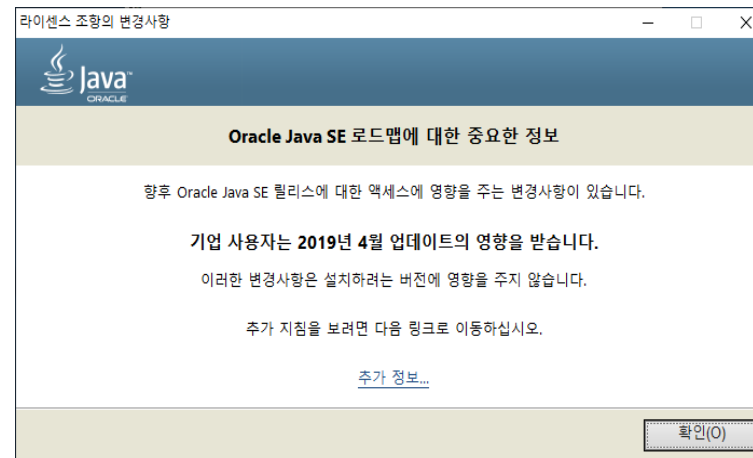 라이센스 조항의 변경사항
Java™
ORACLE
Oracle Java SE 로드맵에 대한 중요한 정보
향후 Oracle Java SE 릴리스에 대한 액세스에 영향을 주는 변경사항이 있습니다.
기업 사용자는 2019년 4월 업데이트의 영향을 받습니다.
이러한 변경사항은 설치하려는 버전에 영향을 주지 않습니다.
추가 지침을 보려면 다음 링크로 이동하십시오.
추가 정보...
확인(O)